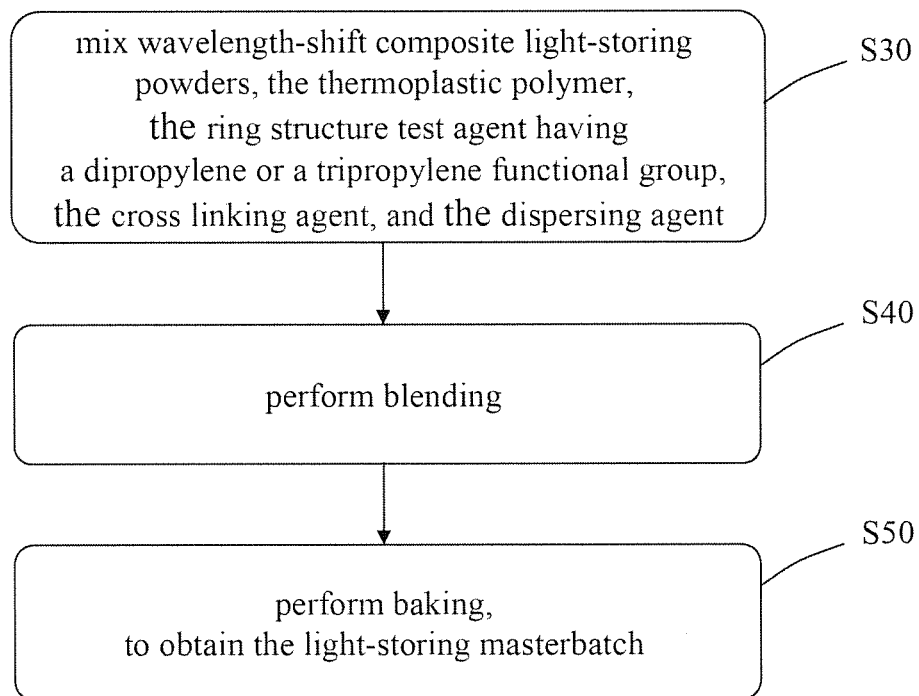 mix wavelength-shift composite light-storing
powders, the thermoplastic polymer,
the ring structure test agent having
a dipropylene or a tripropylene functional group,
the cross linking agent, and the dispersing agent
S30
perform blending
S40
perform baking,
to obtain the light-storing masterbatch
S50